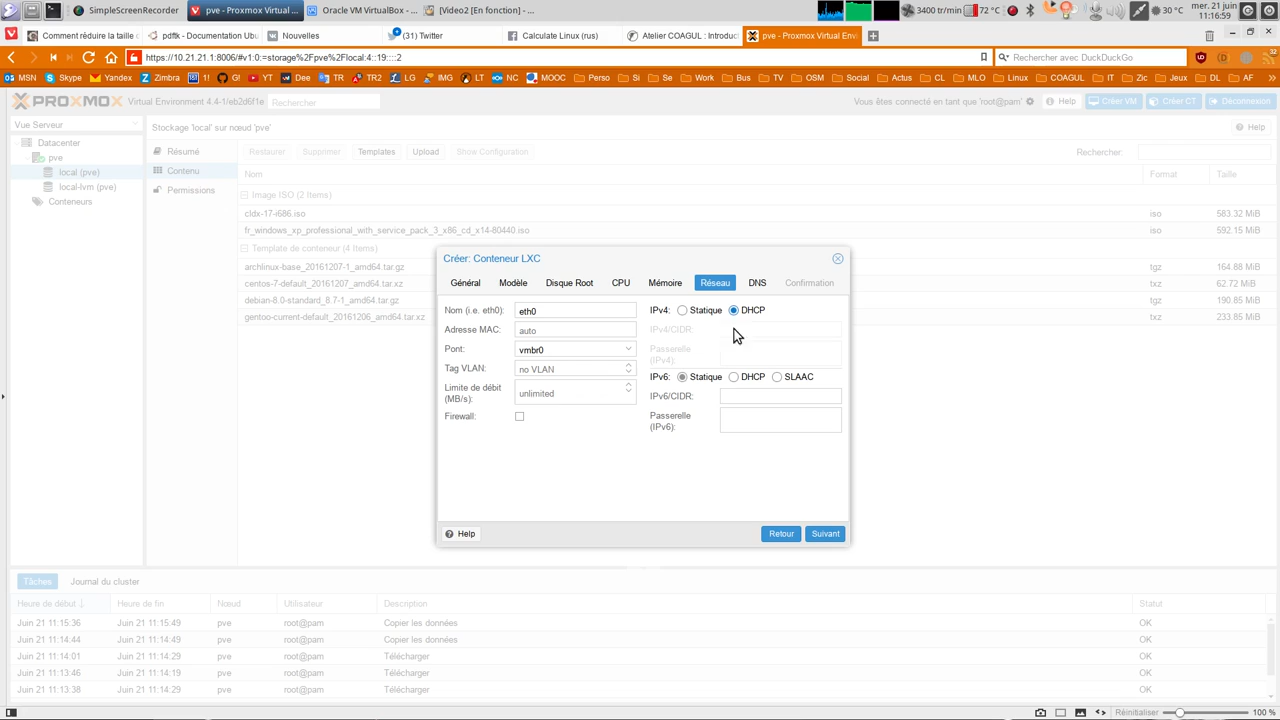 SimpleScreenRecorder
pve - Proxmox Virtual ...
Oracle VM VirtualBox - ...
[Video2 [En fonction] - ...
3400 tr/min
72 °C
30 °C
mer. 21 juin
11:16:59
Comment réduire la taille d
pdftk - Documentation Ubu
Nouvelles
(31) Twitter
Calculate Linux (rus)
Atelier COAGUL : Introduct
pve - Proxmox Virtual Envi
https://10.21.21.1:8006/#v1:0:=storage%2Fpve%2Flocal:4::19::::2
Rechercher avec DuckDuckGo
MSN
Skype
Yandex
Zimbra
1!
G!
YT
Deo
TR
TR2
LG
IMG
LT
NC
MOOC
Perso
Si
Se
Work
Bus
TV
OSM
Social
Actus
CL
MLO
Linux
COAGUL
IT
Zic
Jeux
DL
AF
PROXMOX
Virtual Environment 4.4-1/eb2d6f1e
Rechercher
Vous êtes connecté en tant que 'root@pam'
Help
Créer VM
Créer CT
Déconnexion
Vue Serveur
Stockage 'local' sur nœud 'pve'
Help
Datacenter
pve
local (pve)
local-lvm (pve)
Conteneurs
Résumé
Contenu
Permissions
Restaurer
Supprimer
Templates
Upload
Show Configuration
Rechercher:
Nom
Format
Taille
Image ISO (2 Items)
cldx-17-i686.iso
iso
583.32 MiB
fr_windows_xp_professional_with_service_pack_3_x86_cd_x14-80440.iso
iso
592.15 MiB
Template de conteneur (4 Items)
archlinux-base_20161207-1_amd64.tar.gz
tgz
164.88 MiB
centos-7-default_20161207_amd64.tar.xz
txz
62.72 MiB
debian-8.0-standard_8.7-1_amd64.tar.gz
tgz
190.85 MiB
gentoo-current-default_20161206_amd64.tar.xz
txz
233.85 MiB
Créer: Conteneur LXC
Général
Modèle
Disque Root
CPU
Mémoire
Réseau
DNS
Confirmation
Nom (i.e. eth0):
eth0
Adresse MAC:
auto
Pont:
vmbr0
Tag VLAN:
no VLAN
Limite de débit
(MB/s):
unlimited
Firewall:
IPv4:
Statique
DHCP
IPv4/CIDR:
Passerelle
(IPv4):
IPv6:
Statique
DHCP
SLAAC
IPv6/CIDR:
Passerelle
(IPv6):
Help
Retour
Suivant
Tâches
Journal du cluster
Heure de début
Heure de fin
Nœud
Utilisateur
Description
Statut
Juin 21 11:15:36
Juin 21 11:15:49
pve
root@pam
Copier les données
OK
Juin 21 11:14:44
Juin 21 11:14:49
pve
root@pam
Copier les données
OK
Juin 21 11:14:01
Juin 21 11:14:29
pve
root@pam
Télécharger
OK
Juin 21 11:13:46
Juin 21 11:14:19
pve
root@pam
Télécharger
OK
Juin 21 11:13:38
Juin 21 11:14:29
pve
root@pam
Télécharger
OK
Réinitialiser
100 %